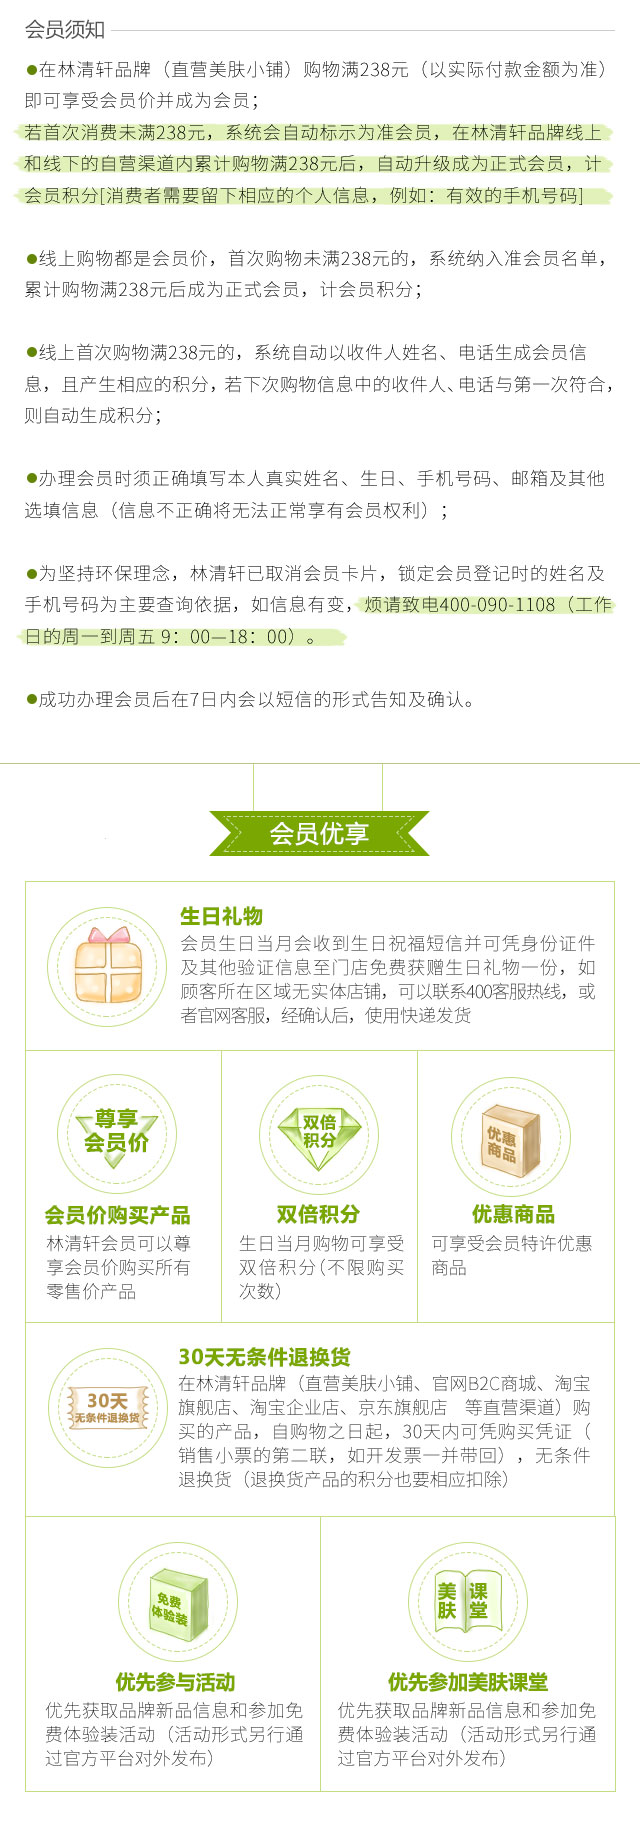 会员须知
●在林清轩品牌（直营美肤小铺）购物满238元（以实际付款金额为准）
即可享受会员价并成为会员；
若首次消费未满238元，系统会自动标示为准会员，在林清轩品牌线上
和线下的自营渠道内累计购物满238元后，自动升级成为正式会员，计
会员积分[消费者需要留下相应的个人信息，例如：有效的手机号码]
●线上购物都是会员价，首次购物未满238元的，系统纳入准会员名单，
累计购物满238元后成为正式会员，计会员积分；
●线上首次购物满238元的，系统自动以收件人姓名、电话生成会员信
息，且产生相应的积分，若下次购物信息中的收件人、电话与第一次符合，
则自动生成积分；
●办理会员时须正确填写本人真实姓名、生日、手机号码、邮箱及其他
选填信息（信息不正确将无法正常享有会员权利）；
●为坚持环保理念，林清轩已取消会员卡片，锁定会员登记时的姓名及
手机号码为主要查询依据，如信息有变，烦请致电400-090-1108（工作
日的周一到周五 9：00—18：00）。
●成功办理会员后在7日内会以短信的形式告知及确认。
会员优享
生日礼物
会员生日当月会收到生日祝福短信并可凭身份证件
及其他验证信息至门店免费获赠生日礼物一份，如
顾客所在区域无实体店铺，可以联系400客服热线，或
者官网客服，经确认后，使用快递发货
尊享
会员价
会员价购买产品
林清轩会员可以尊
享会员价购买所有
零售价产品
双倍
积分
双倍积分
生日当月购物可享受
双倍积分(不限购买
次数)
优惠
商品
优惠商品
可享受会员特许优惠
商品
30天
无条件退换货
30天无条件退换货
在林清轩品牌（直营美肤小铺、官网B2C商城、淘宝
旗舰店、淘宝企业店、京东旗舰店 等直营渠道）购
买的产品，自购物之日起，30天内可凭购买凭证（
销售小票的第二联，如开发票一并带回），无条件
退换货（退换货产品的积分也要相应扣除）
免费
体验装
优先参与活动
优先获取品牌新品信息和参加免
费体验装活动（活动形式另行通
过官方平台对外发布）
美肤
课堂
优先参加美肤课堂
优先获取品牌新品信息和参加免
费体验装活动（活动形式另行通
过官方平台对外发布）